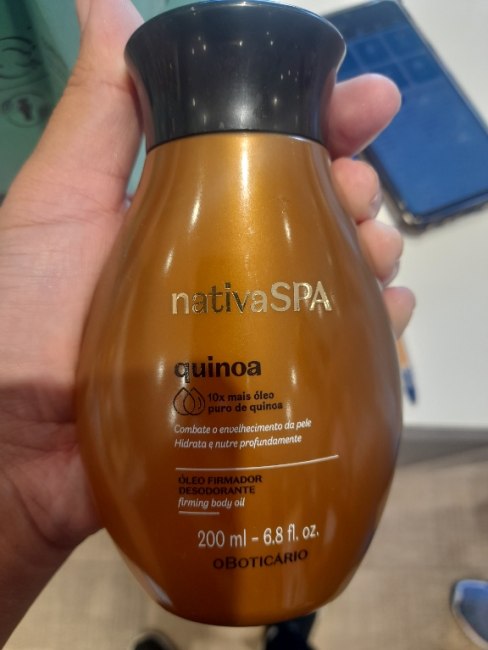 nativaSPA
quinoa
10x mais óleo
puro de quinoa
Combate o envelhecimento da pele
Hidrata e nutre profundamente
ÓLEO FIRMADOR
DESODORANTE
firming body oil
200 ml - 6.8 fl. oz.
oBOTICÁRIO